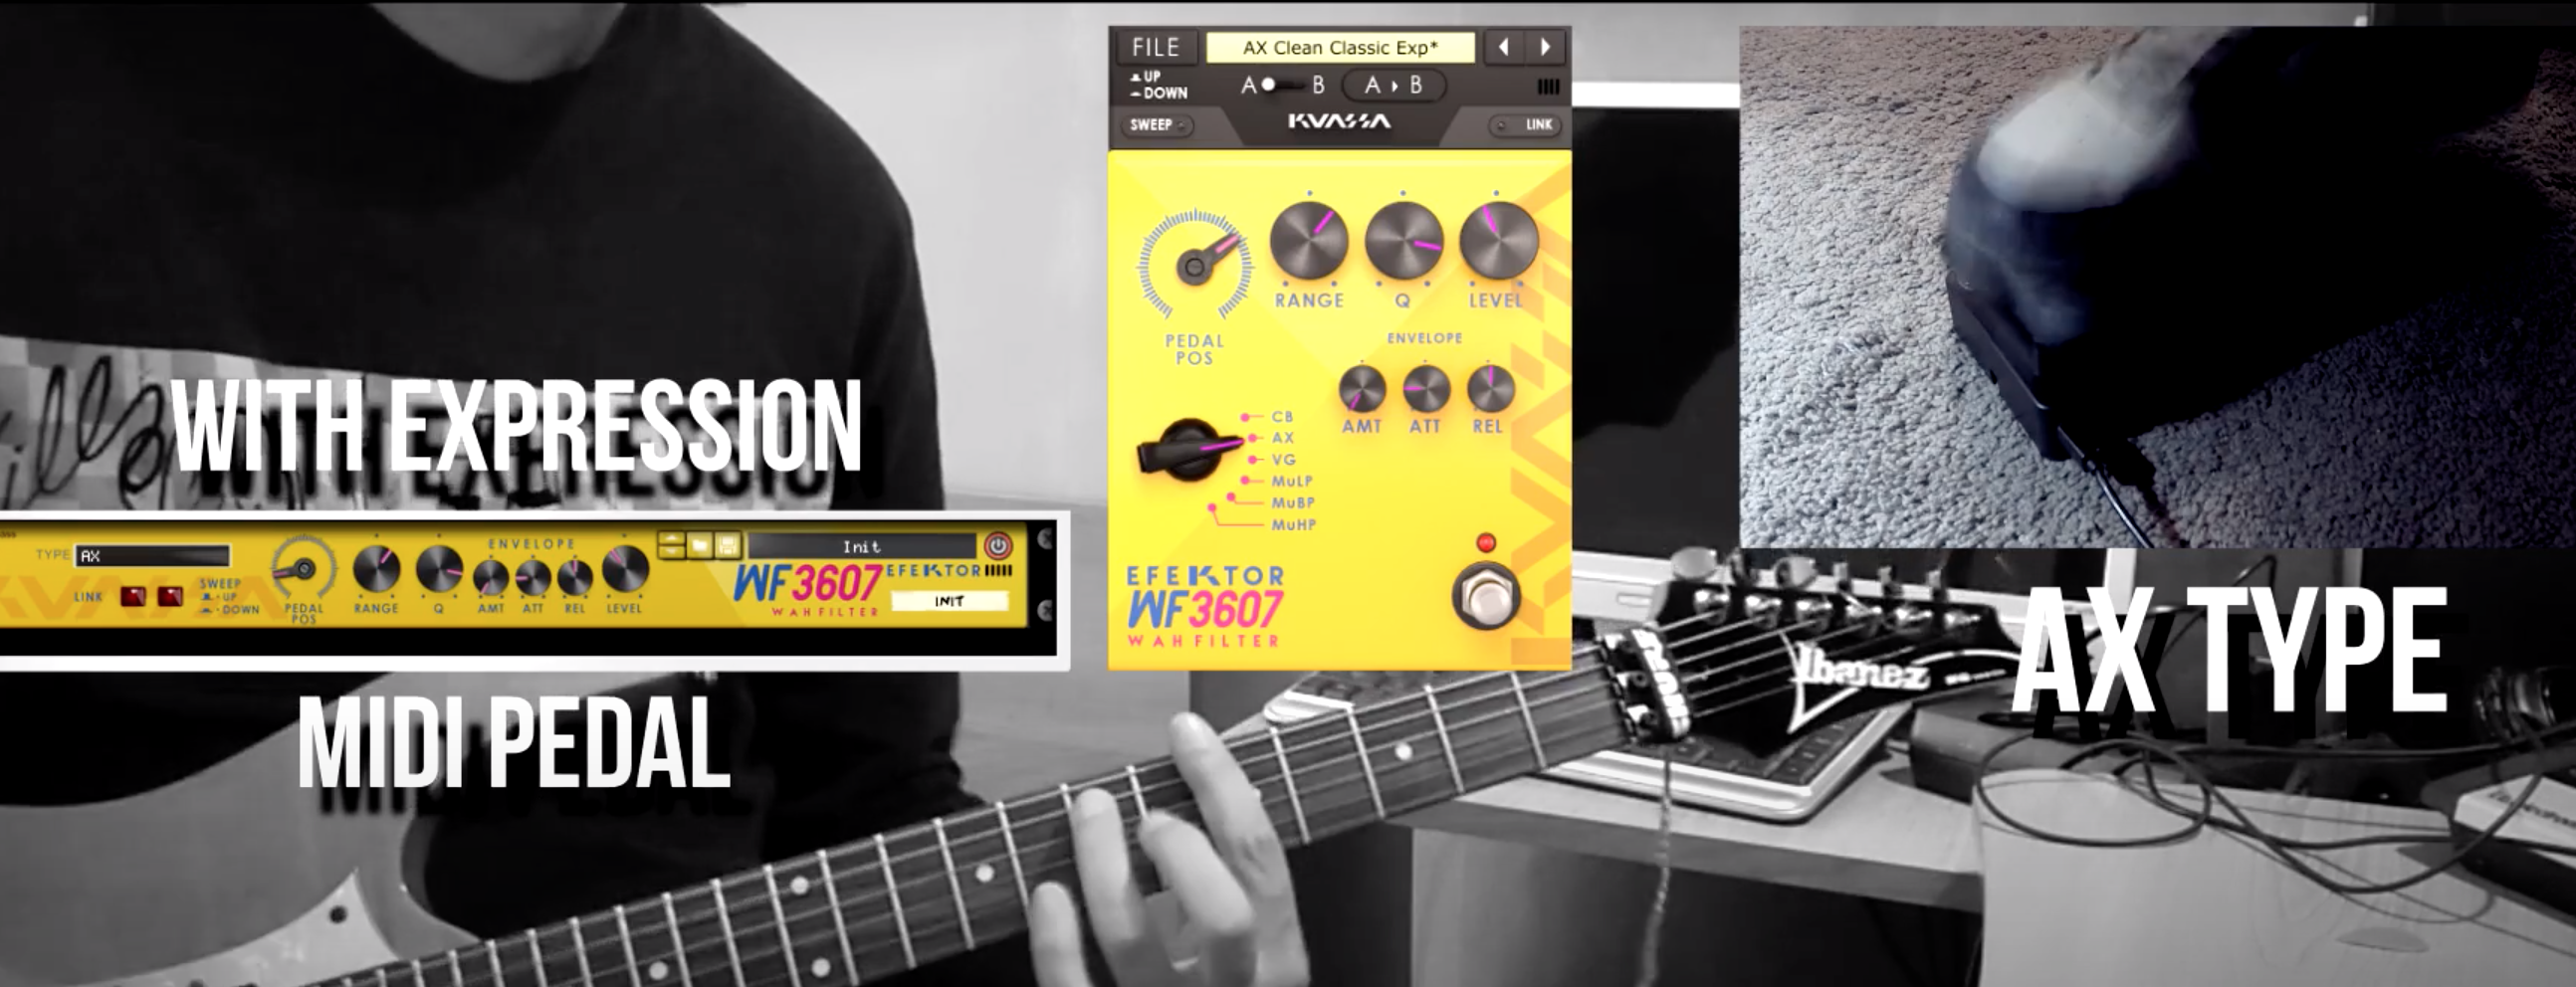 WITH EXPRESSION
TYPE AX
LINK
SWEEP
UP
DOWN
PEDAL
POS
RANGE
Q
ENVELOPE
AMT
ATT
REL
LEVEL
Init
WF3607
WAH FILTER
EFEKTOR
INIT
MIDI PEDAL
FILE
AX Clean Classic Exp*
UP
DOWN
A B
A B
SWEEP
KVASSA
LINK
RANGE
Q
LEVEL
PEDAL
POS
ENVELOPE
AMT
ATT
REL
CB
AX
VG
MuLP
MuBP
MuHP
EFEKTOR
WF3607
WAH FILTER
Ibanez
AX TYPE